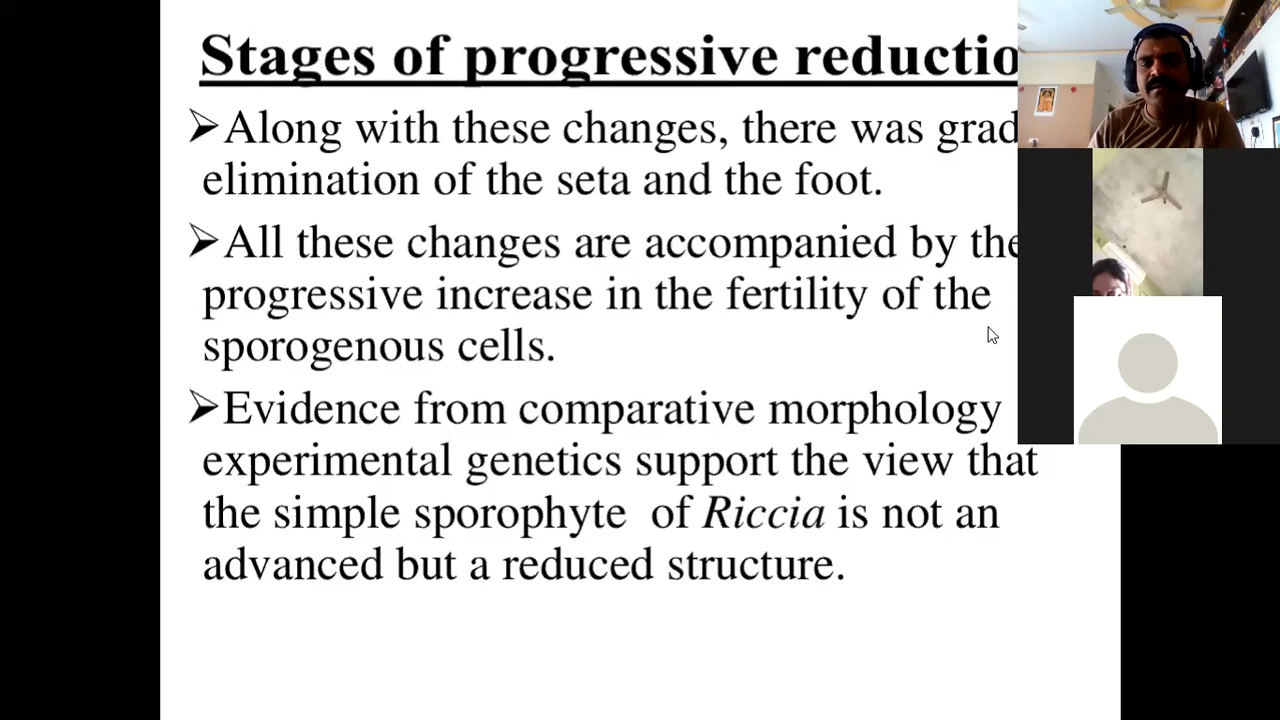 Stages of progressive reductio
➢Along with these changes, there was grad
elimination of the seta and the foot.
➢All these changes are accompanied by the
progressive increase in the fertility of the
sporogenous cells.
➢Evidence from comparative morphology
experimental genetics support the view that
the simple sporophyte of Riccia is not an
advanced but a reduced structure.